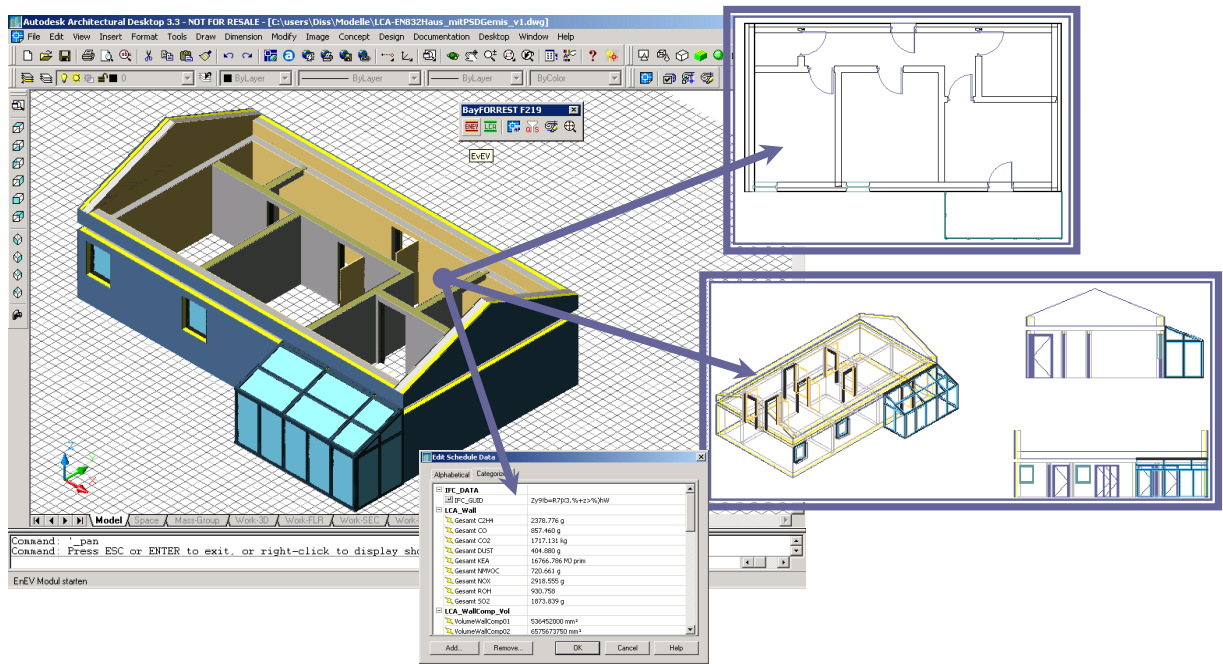 Autodesk Architectural Desktop 3.3 - NOT FOR RESALE - [C:\users\Diss\Modelle\LCA-EN832Haus_mitPSDGemis_v1.dwg]
File Edit View Insert Format Tools Draw Dimension Modify Image Concept Design Documentation Desktop Window Help
0 ByLayer ByLayer ByLayer ByColor
BayFORREST F219
EvEV
Edit Schedule Data
Alphabetical
IFC_DATA
IFC_GUID
LCA_Wall
Gesamt C2H4 2378.776 g
Gesamt CO 857.460 g
Gesamt CO2 1717.131 kg
Gesamt DUST 404.880 g
Gesamt KEA 16766.786 MJ prim
Gesamt NMVOC 720.661 g
Gesamt NOX 2918.555 g
Gesamt ROH 930.758
Gesamt SO2 1873.839 g
LCA_WallComp_Vol
VolumeWallComp01 536452000 mm³
VolumeWallComp02 6575673750 mm³
Add... Remove... OK Cancel Help
Z
Y
X
Model Space Mass-Group Work-3D Work-FLR Work-SEC Work-
Command: '_pan
Command: Press ESC or ENTER to exit, or right-click to display sho
EnEV Modul starten